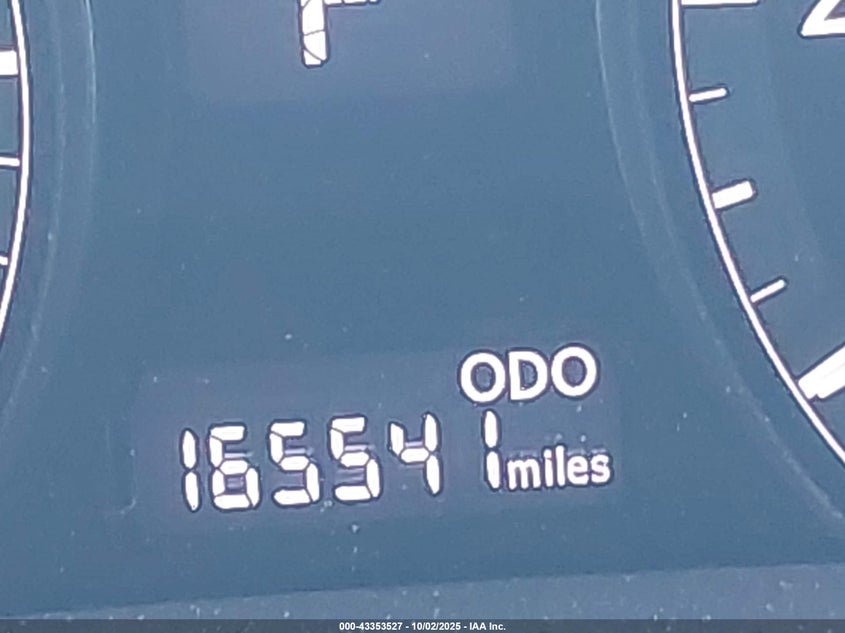 ODO
165541 miles
000-43353527 - 10/02/2025 - IAA Inc.